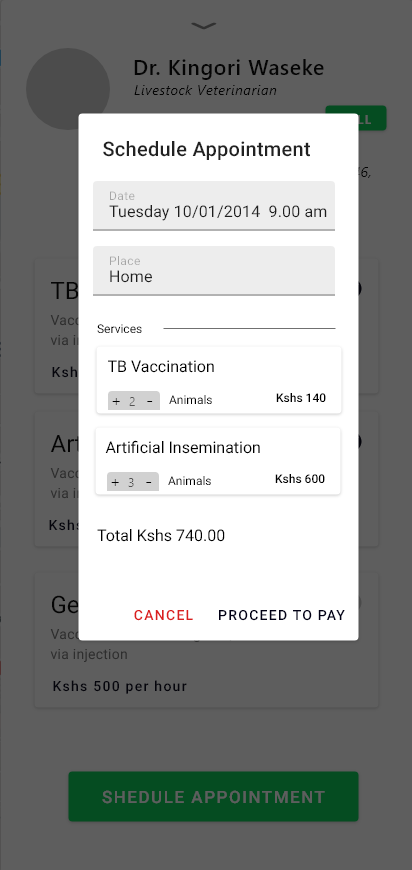 Dr. Kingori Waseke
Livestock Veterinarian
LL
6,
Schedule Appointment
Date
Tuesday 10/01/2014 9.00 am
Place
Home
Services
TB
Vacc
via i
Ksh
TB Vaccination
+ 2 - Animals Kshs 140
Art
Vacc
via in
Kshs
Artificial Insemination
+ 3 - Animals Kshs 600
Total Kshs 740.00
Ge
Vacc
via injection
CANCEL PROCEED TO PAY
Kshs 500 per hour
SHEDULE APPOINTMENT